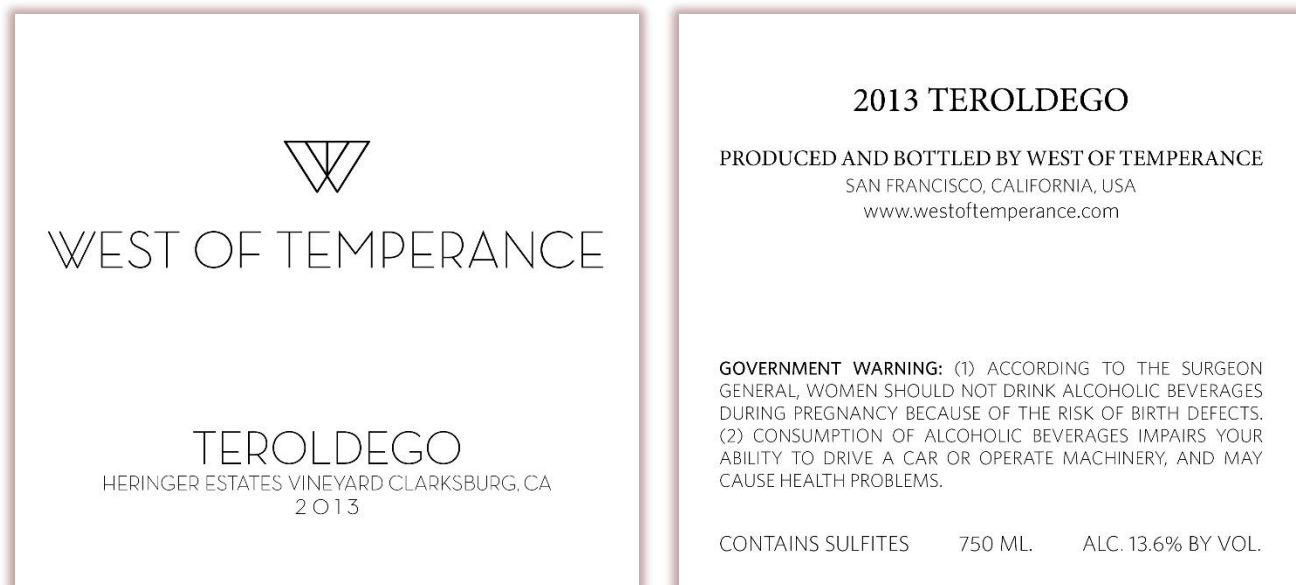 WEST OF TEMPERANCE
TEROLDEGO
HERINGER ESTATES VINEYARD CLARKSBURG, CA
2013
2013 TEROLDEGO
PRODUCED AND BOTTLED BY WEST OF TEMPERANCE
SAN FRANCISCO, CALIFORNIA, USA
www.westoftemperance.com
GOVERNMENT WARNING: (1) ACCORDING TO THE SURGEON
GENERAL, WOMEN SHOULD NOT DRINK ALCOHOLIC BEVERAGES
DURING PREGNANCY BECAUSE OF THE RISK OF BIRTH DEFECTS.
(2) CONSUMPTION OF ALCOHOLIC BEVERAGES IMPAIRS YOUR
ABILITY TO DRIVE A CAR OR OPERATE MACHINERY, AND MAY
CAUSE HEALTH PROBLEMS.
CONTAINS SULFITES 750 ML. ALC. 13.6% BY VOL.